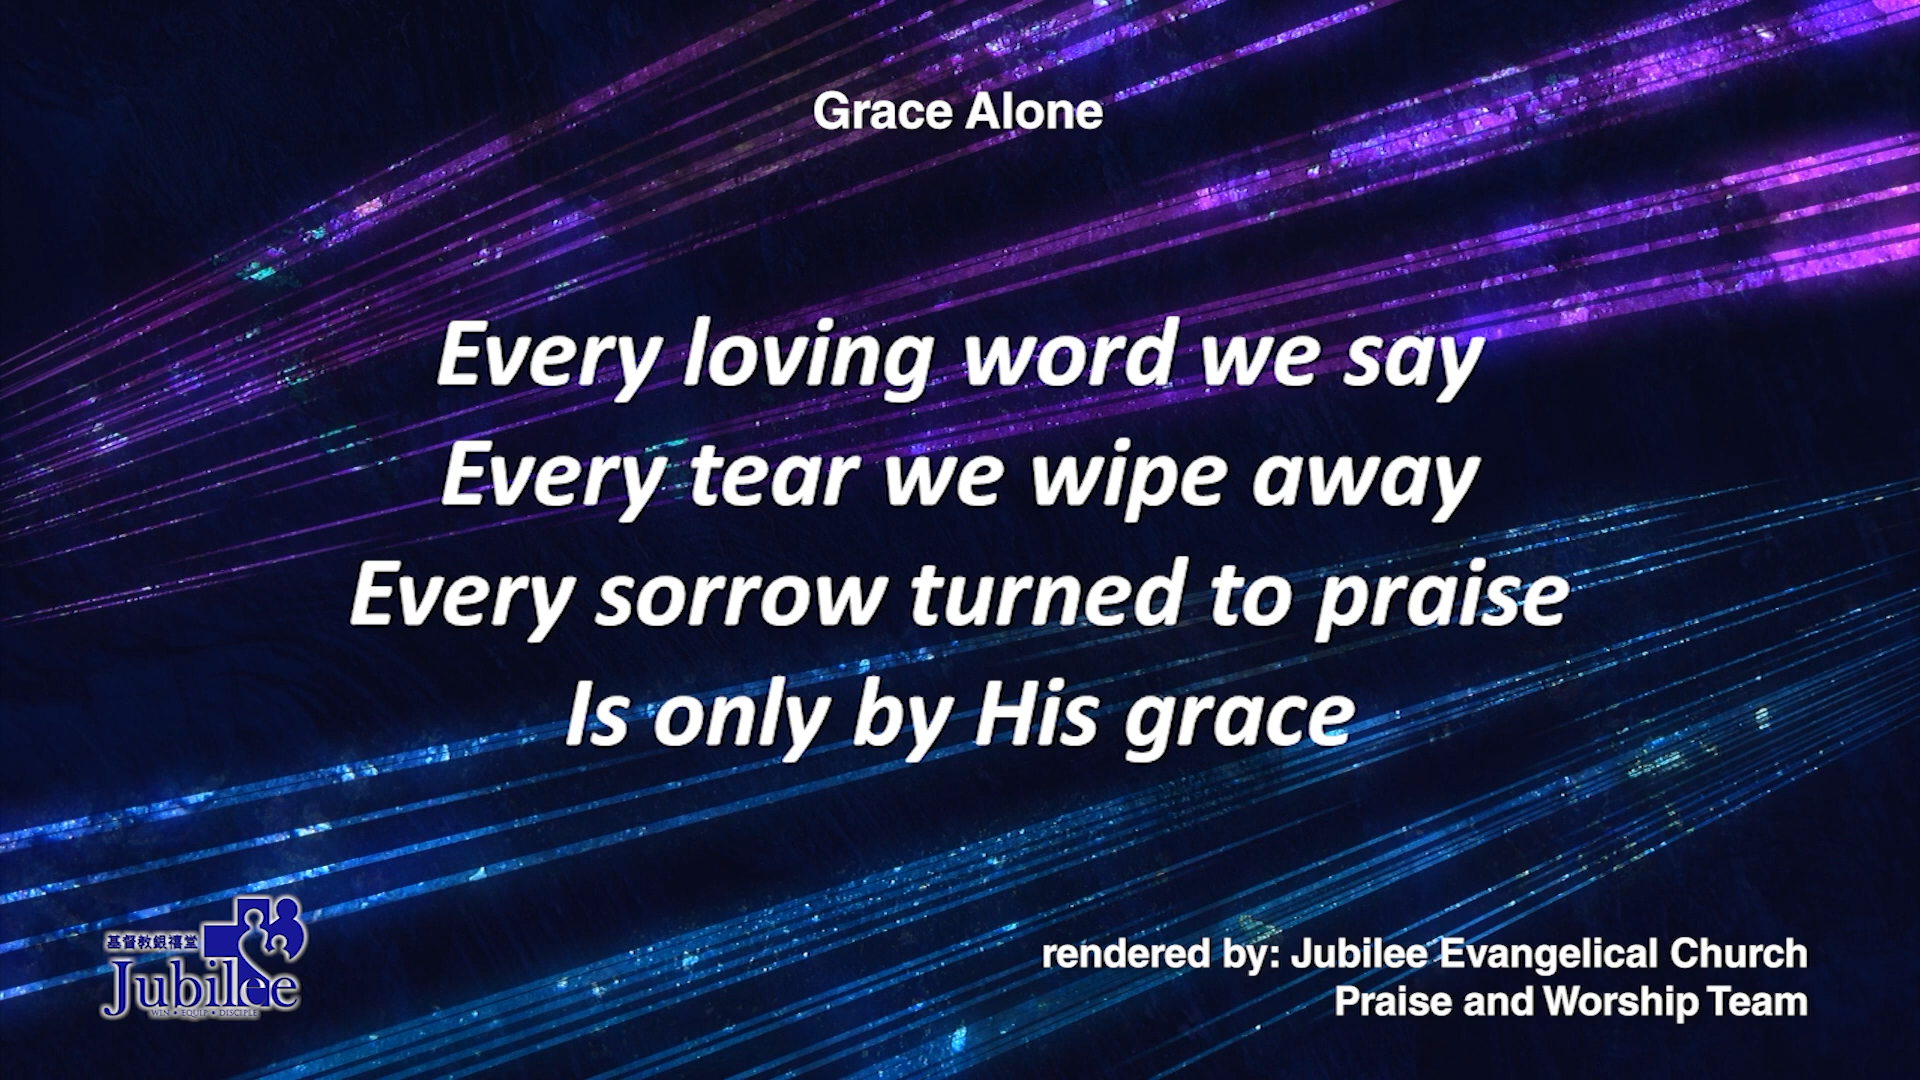 Grace Alone
Every loving word we say
Every tear we wipe away
Every sorrow turned to praise
Is only by His grace
基督教銀禧堂
Jubilee
WIN • EQUIP • DISCIPLE
rendered by: Jubilee Evangelical Church
Praise and Worship Team